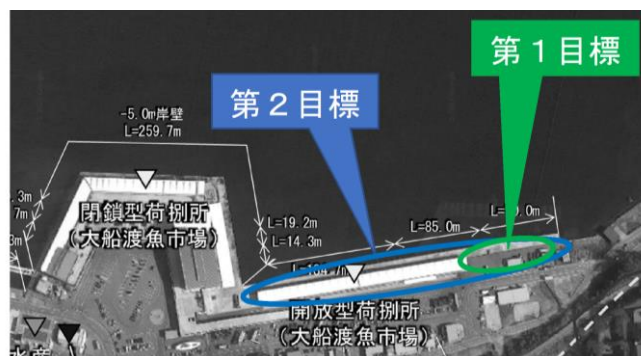 第１目標
第２目標
-5.0m岸壁
L=259.7m
閉鎖型荷捌所
（大船渡魚市場）
L=19.2m
L=14.3m
L=85.0m
開放型荷捌所
（大船渡魚市場）